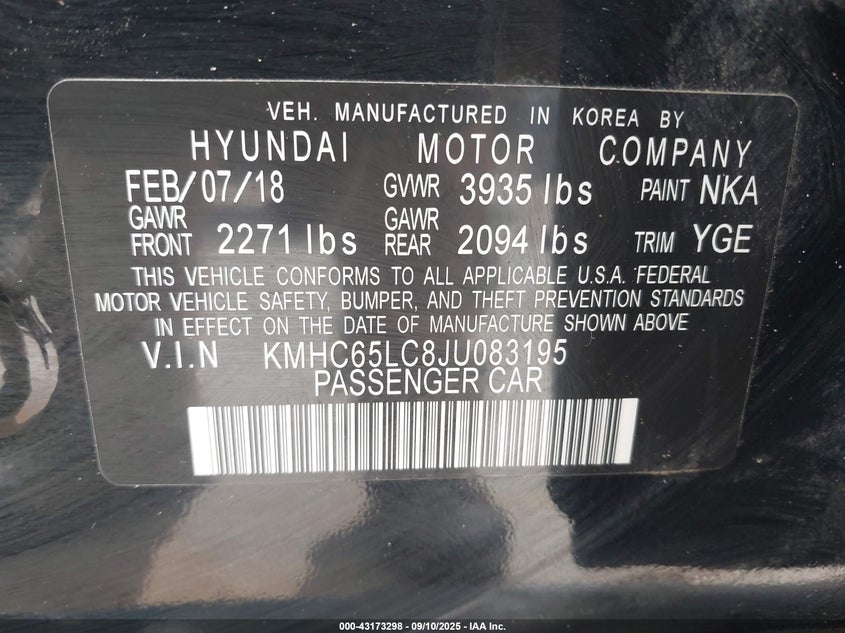 VEH. MANUFACTURED IN KOREA BY
HYUNDAI MOTOR COMPANY
FEB/07/18 GVWR 3935 lbs PAINT NKA
GAWR FRONT 2271 lbs GAWR REAR 2094 lbs TRIM YGE
THIS VEHICLE CONFORMS TO ALL APPLICABLE U.S.A. FEDERAL
MOTOR VEHICLE SAFETY, BUMPER, AND THEFT PREVENTION STANDARDS
IN EFFECT ON THE DATE OF MANUFACTURE SHOWN ABOVE
V.I.N KMHC65LC8JU083195
PASSENGER CAR
000-43173298 - 09/10/2025 - IAA Inc.